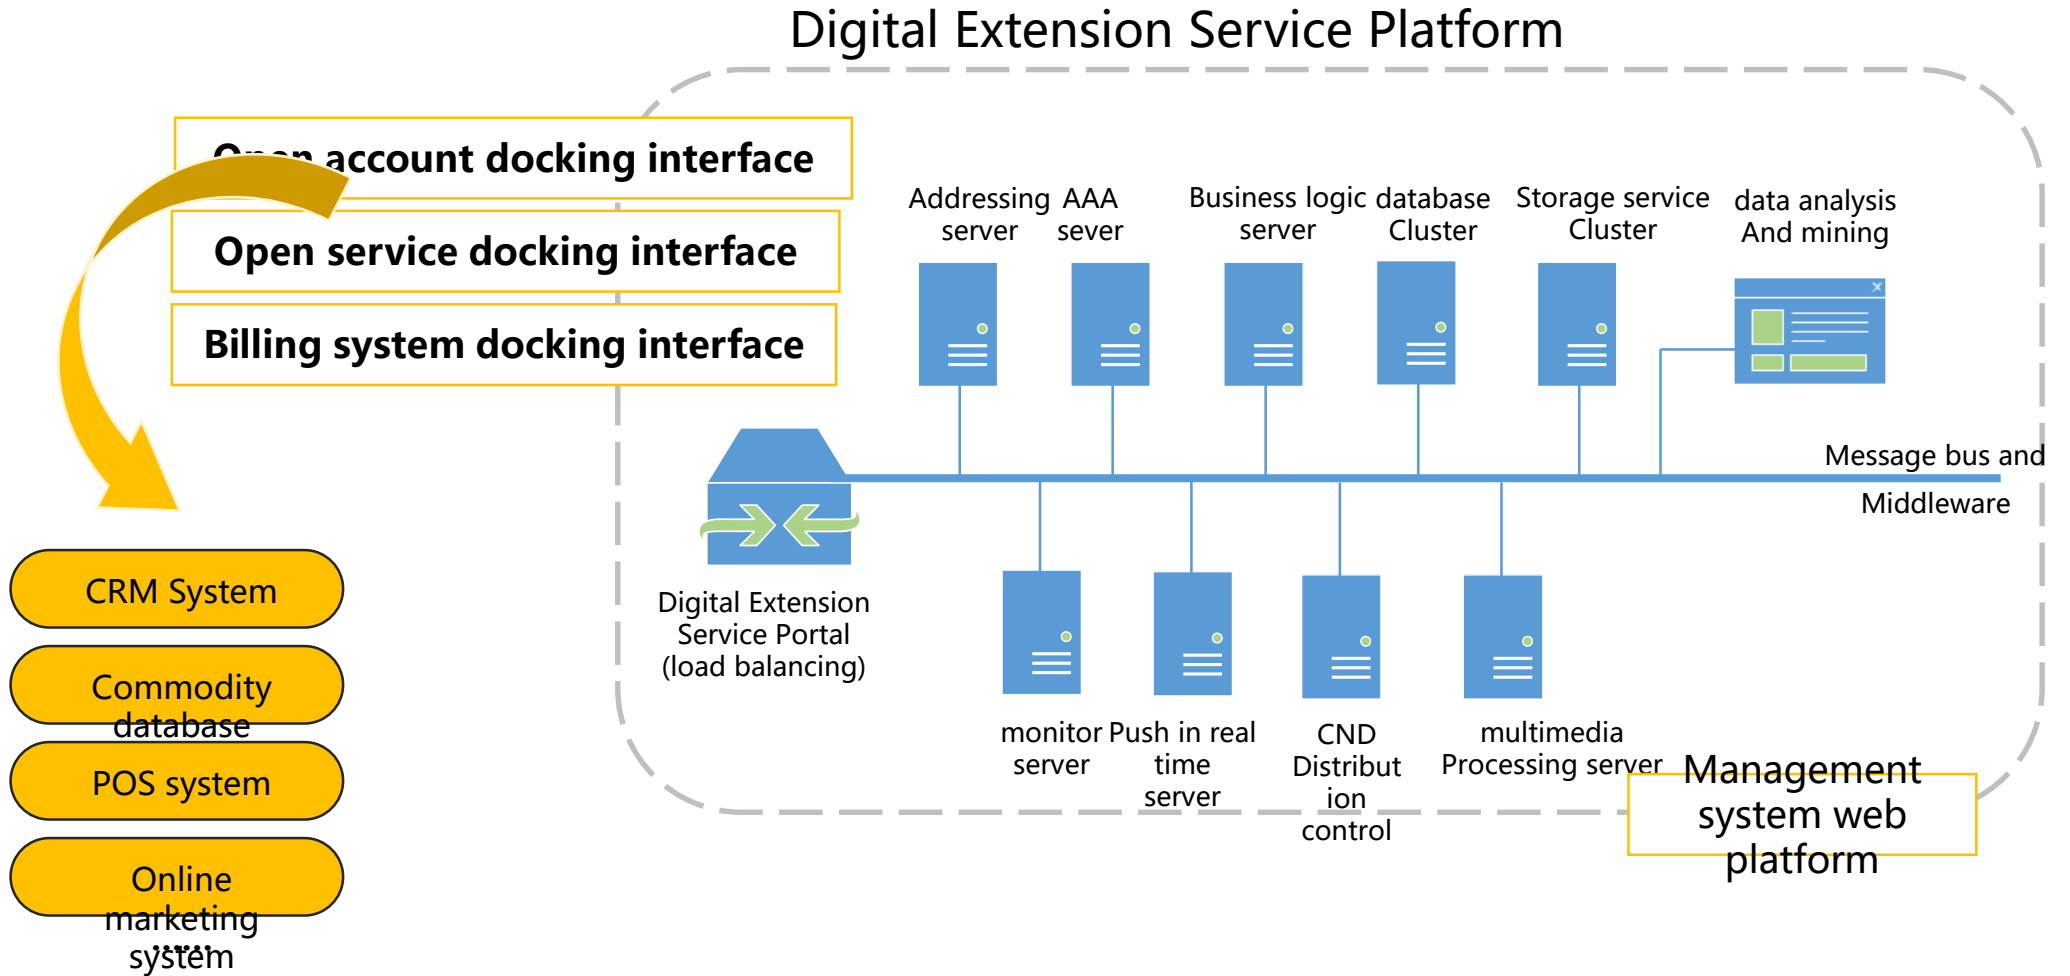 Digital Extension Service Platform
Open account docking interface
Open service docking interface
Billing system docking interface
Addressing
server
AAA
sever
Business logic
server
database
Cluster
Storage service
Cluster
data analysis
And mining
Message bus and
Middleware
Digital Extension
Service Portal
(load balancing)
monitor
server
Push in real
time
server
CND
Distribut
ion
control
multimedia
Processing server
Management
system web
platform
CRM System
Commodity
database
POS system
Online
marketing
system
......